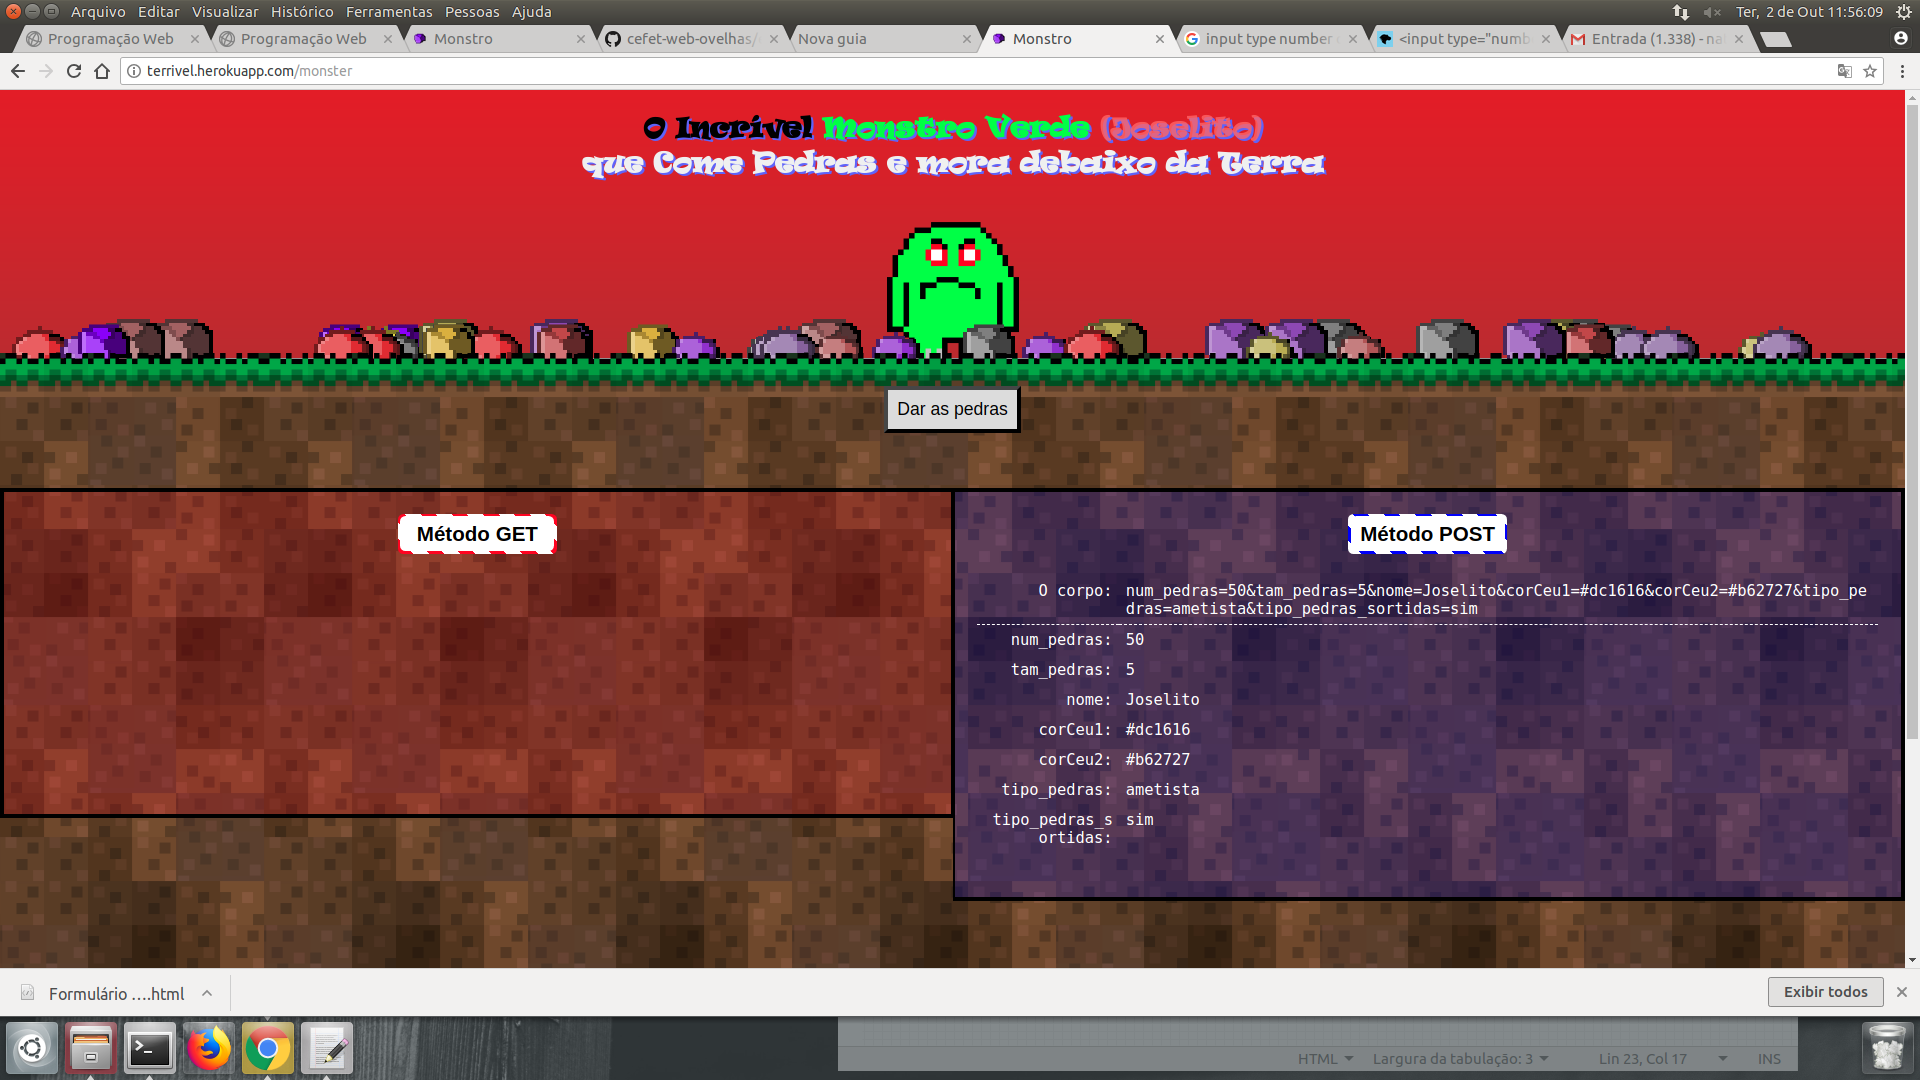 Arquivo Editar Visualizar Histórico Ferramentas Pessoas Ajuda
Ter, 2 de Out 11:56:09
Programação Web
Programação Web
Monstro
cefet-web-ovelhas/
Nova guia
Monstro
input type number
<input type="numb
Entrada (1.338) - na
terrivel.herokuapp.com/monster
O Incrível Monstro Verde (Joselito)
que Come Pedras e mora debaixo da Terra
Dar as pedras
Método GET
Método POST
O corpo: num_pedras=50&tam_pedras=5&nome=Joselito&corCeu1=#dc1616&corCeu2=#b62727&tipo_pe
dras=ametista&tipo_pedras_sortidas=sim
num_pedras: 50
tam_pedras: 5
nome: Joselito
corCeu1: #dc1616
corCeu2: #b62727
tipo_pedras: ametista
tipo_pedras_s sim
ortidas:
Formulário ....html
Exibir todos
HTML
Largura da tabulação: 3
Lin 23, Col 17
INS